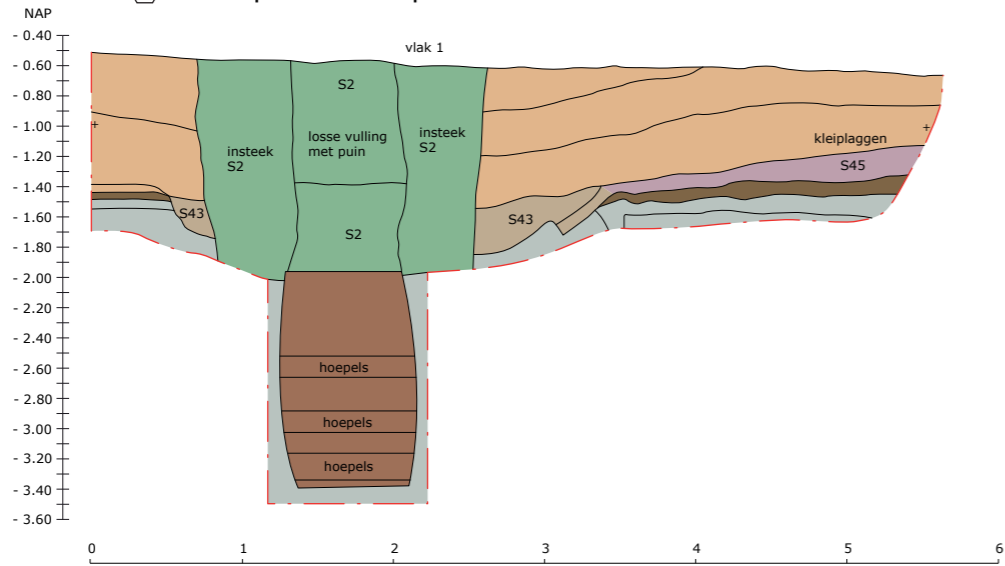 NAP
- 0.40
- 0.60
- 0.80
- 1.00
- 1.20
- 1.40
- 1.60
- 1.80
- 2.00
- 2.20
- 2.40
- 2.60
- 2.80
- 3.00
- 3.20
- 3.40
- 3.60
vlak 1
S2
losse vulling
met puin
insteek
S2
insteek
S2
kleiplaggen
S45
S43
S43
S2
hoepels
hoepels
hoepels
0 1 2 3 4 5 6